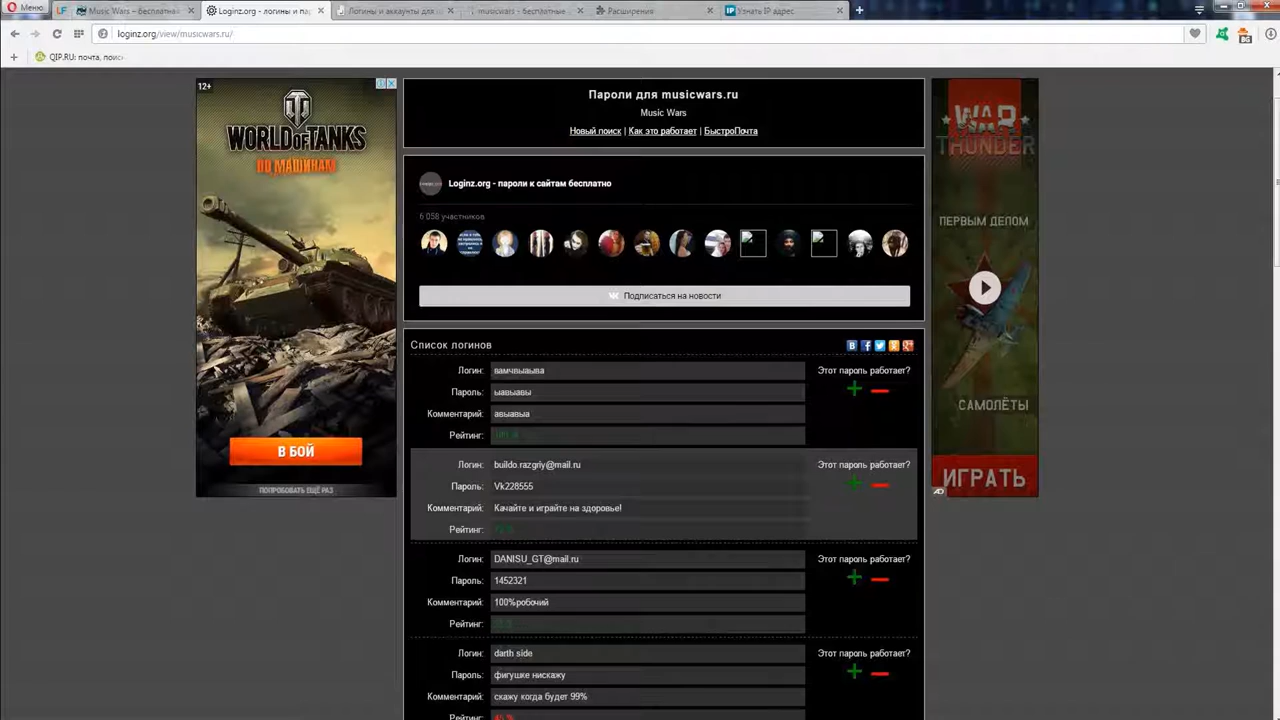 Меню
Music Wars – бесплатная
Loginz.org - логины и па
Логины и аккаунты для
musicwars - бесплатные
Расширения
Узнать IP адрес
loginz.org/view/musicwars.ru/
QIP.RU: почта, поиск
12+
WORLD OF TANKS
ПО МАШИНАМ
В БОЙ
ПОПРОБОВАТЬ ЕЩЁ РАЗ
Пароли для musicwars.ru
Music Wars
Новый поиск | Как это работает | БыстроПочта
Loginz.org - пароли к сайтам бесплатно
6 058 участников
Подписаться на новости
Список логинов
Логин: вамчвыаыва Этот пароль работает?
Пароль: ыавыавы
Комментарий: авыавыа
Рейтинг:
Логин: buildo.razgriy@mail.ru Этот пароль работает?
Пароль: Vk228555
Комментарий: Качайте и играйте на здоровье!
Рейтинг:
Логин: DANISU_GT@mail.ru Этот пароль работает?
Пароль: 1452321
Комментарий: 100%робочий
Рейтинг:
Логин: darth side Этот пароль работает?
Пароль: фигушке нискажу
Комментарий: скажу когда будет 99%
Рейтинг:
WAR
THUNDER
ПЕРВЫМ ДЕЛОМ
САМОЛЁТЫ
ИГРАТЬ